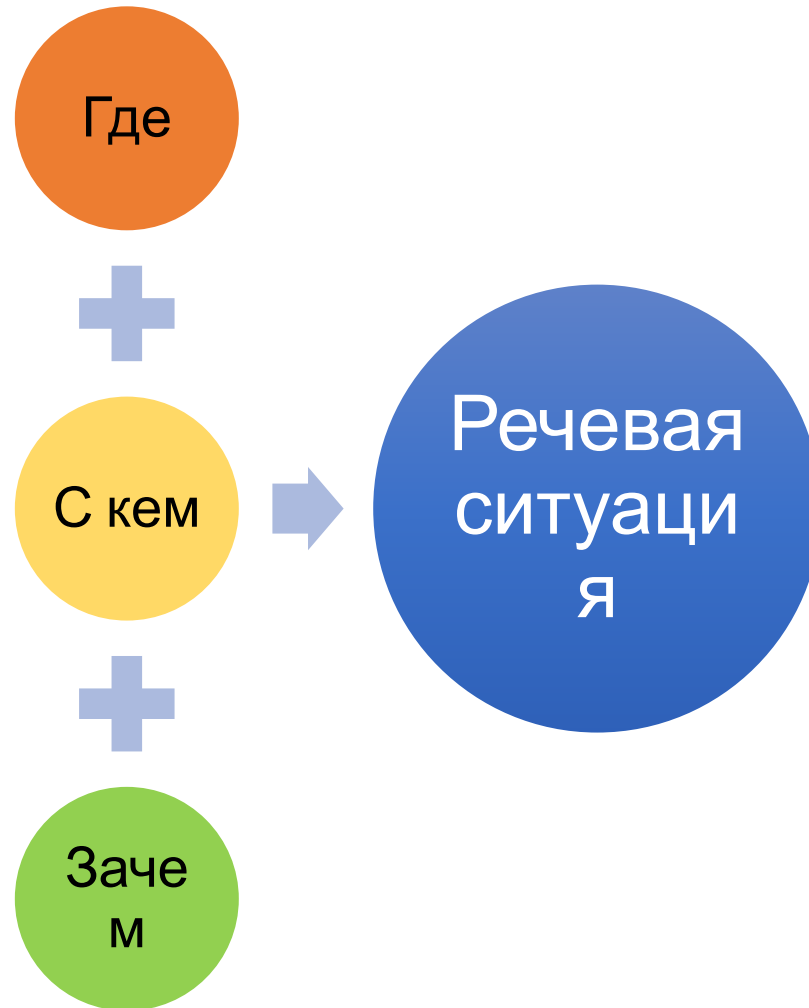 Где
С кем
Заче
м
Речевая
ситуаци
я